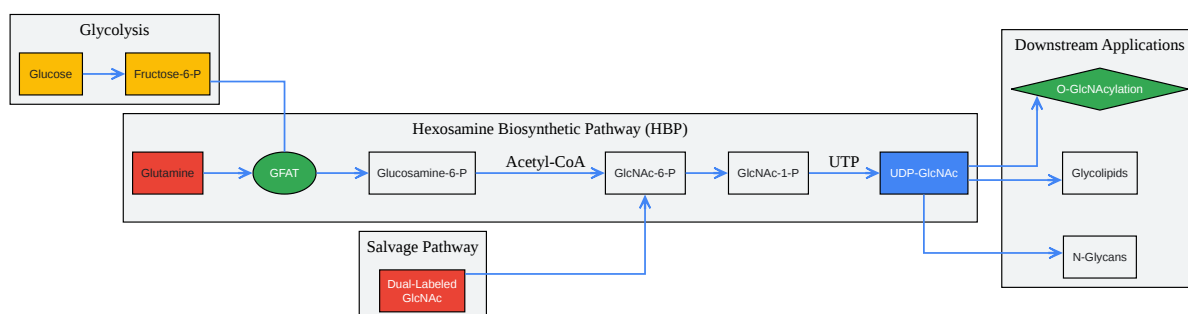 Glycolysis
Glucose
Fructose-6-P
Downstream Applications
O-GlcNAcylation
Hexosamine Biosynthetic Pathway (HBP)
Glutamine
GFAT
Glucosamine-6-P
Acetyl-CoA
GlcNAc-6-P
GlcNAc-1-P
UTP
UDP-GlcNAc
Glycolipids
N-Glycans
Salvage Pathway
Dual-Labeled
GlcNAc